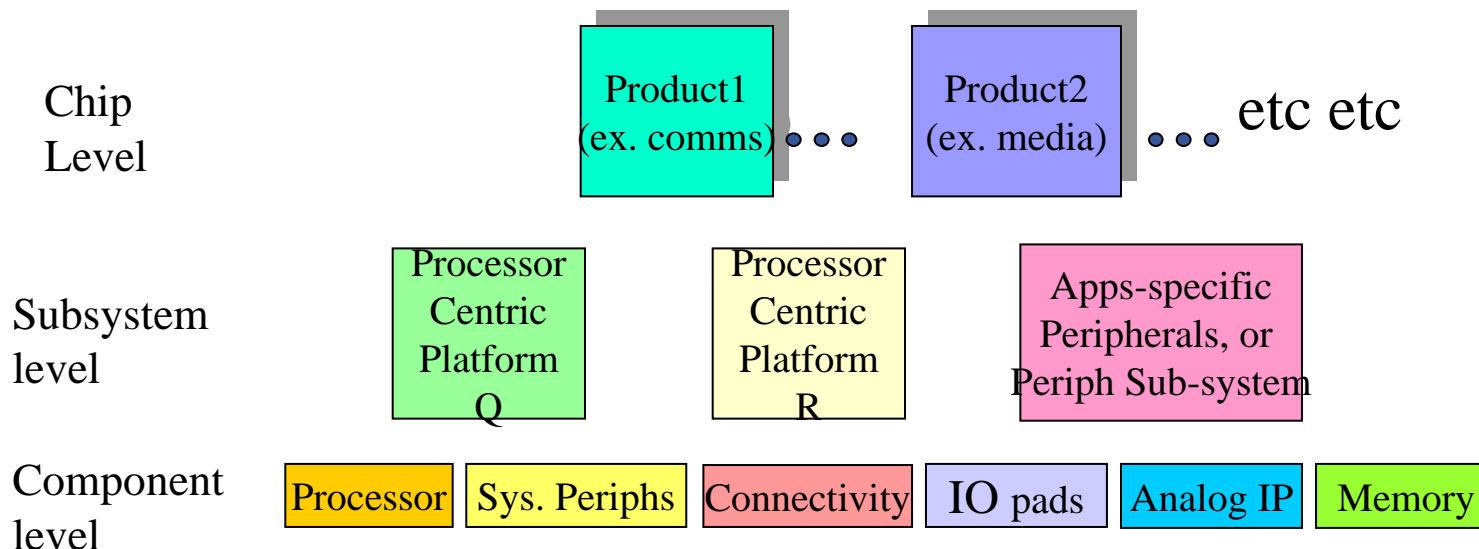 Chip
Level
Product1
(ex. comms)
Product2
(ex. media)
etc etc
Subsystem
level
Processor
Centric
Platform
Q
Processor
Centric
Platform
R
Apps-specific
Peripherals, or
Periph Sub-system
Component
level
Processor
Sys. Periphs
Connectivity
IO pads
Analog IP
Memory